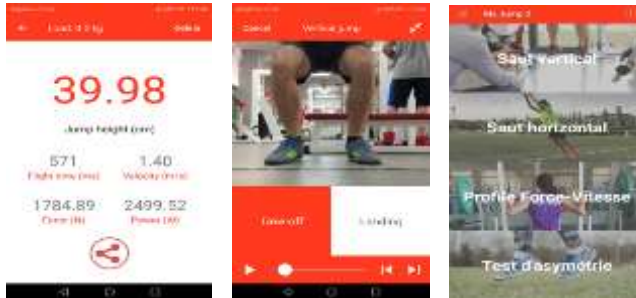 Load: 0.0 kg
Delete
39.98
Jump height (cm)
571
1.40
Flight time (ms)
Velocity (m/s)
1784.89
2499.52
Force (N)
Power (W)
Cancel
Vertical jump
Take off
Landing
My Jump 2
Saut vertical
Saut horizontal
Profile Force-Vitesse
Test d'asymétrie